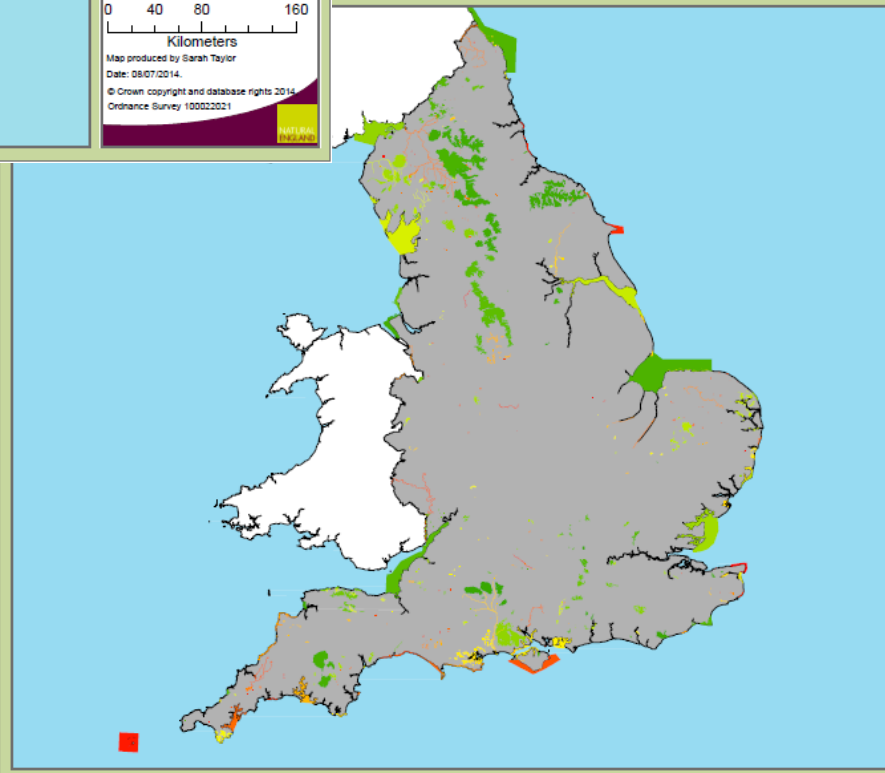 0 40 80 160
Kilometers
Map produced by Sarah Taylor
Date: 08/07/2014.
© Crown copyright and database rights 2014
Ordnance Survey 100022021
NATURAL
ENGLAND